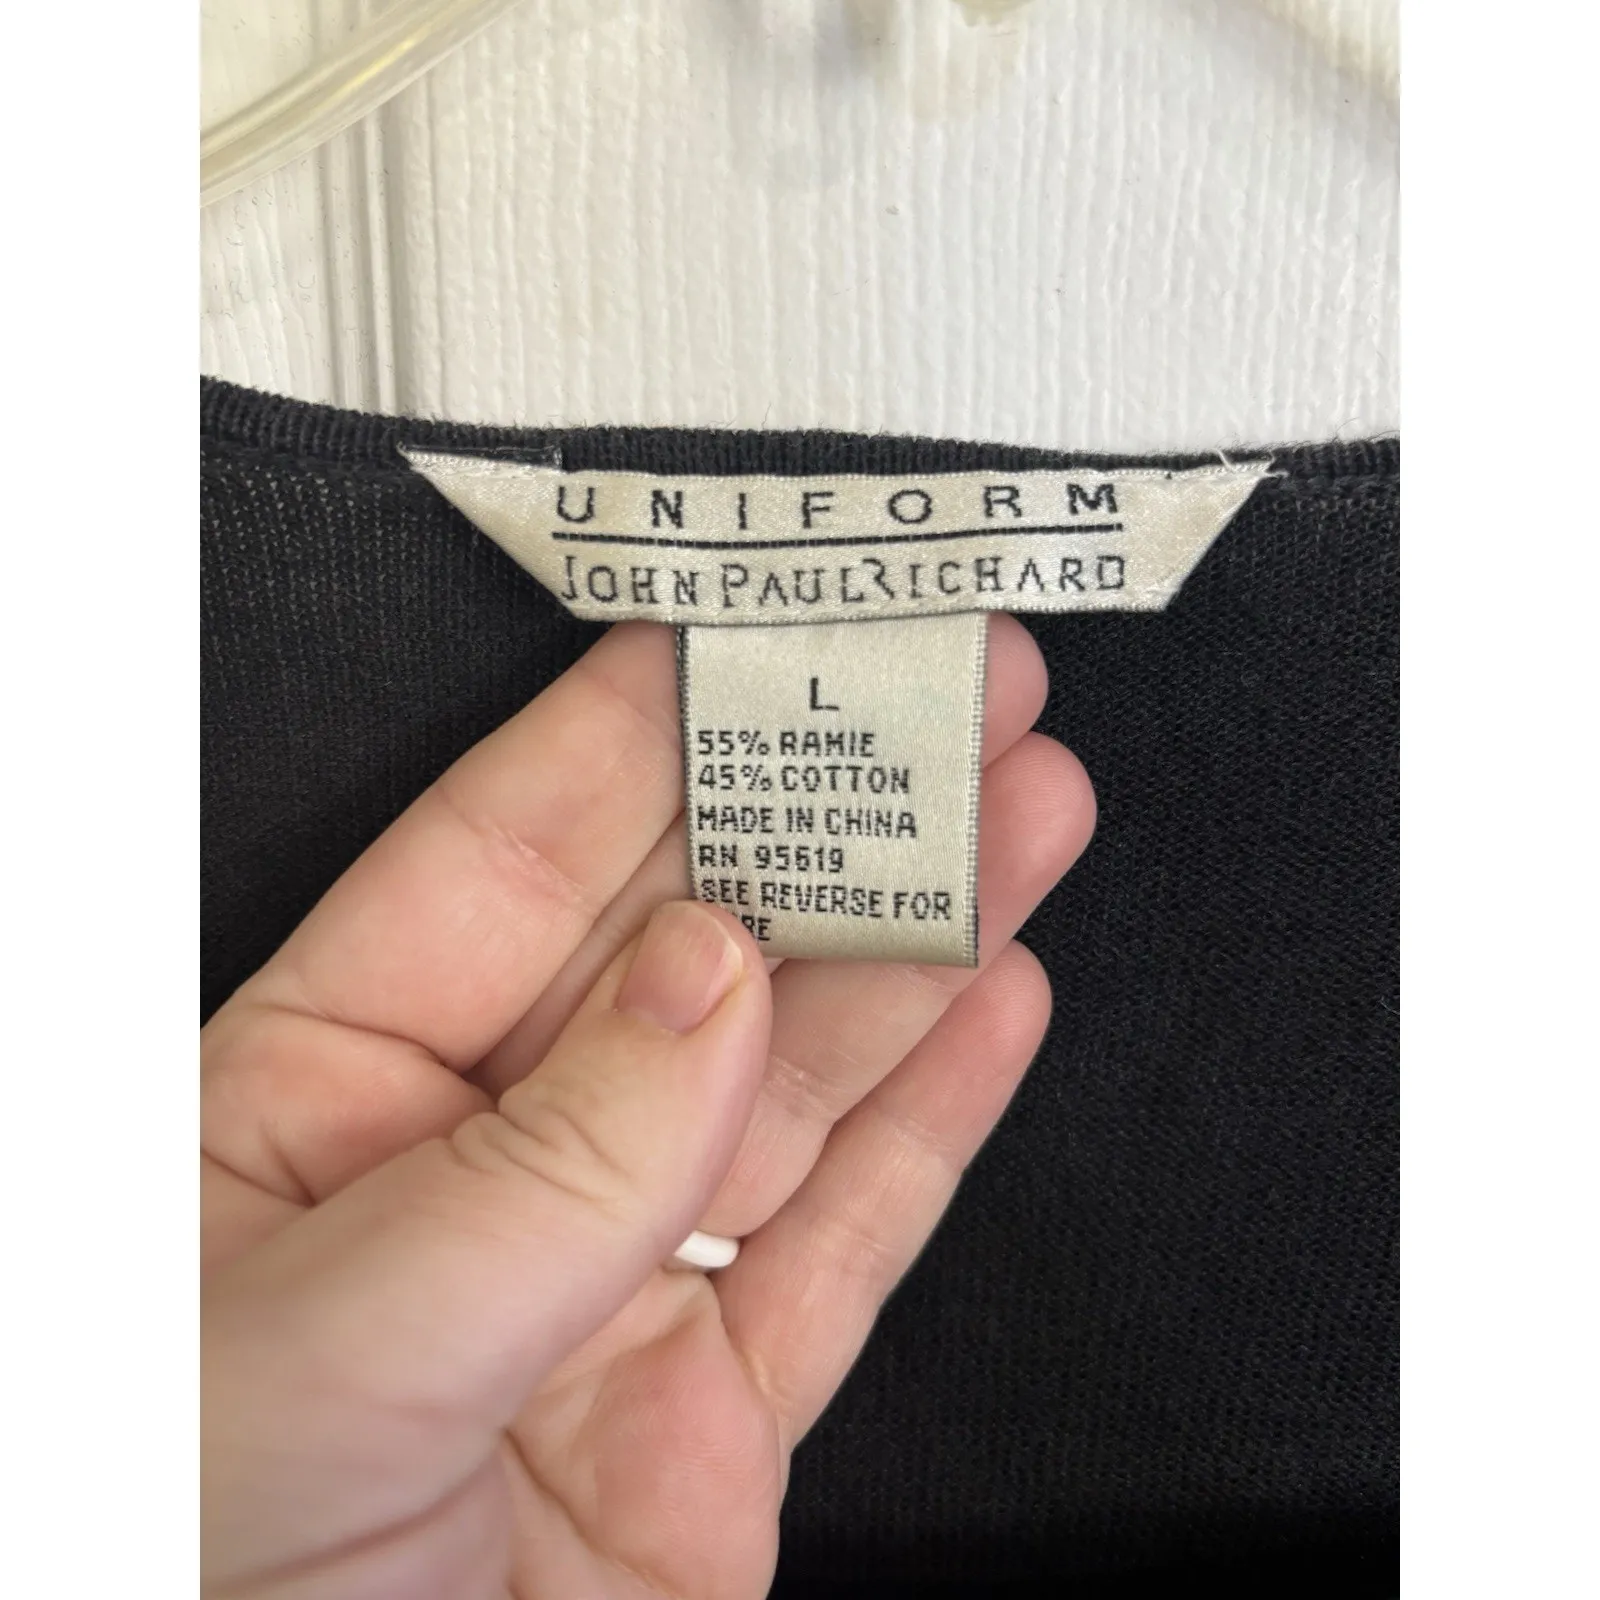 UNIFORM
JOHN PAUL RICHARD
L
55% RAMIE
45% COTTON
MADE IN CHINA
RN 95619
SEE REVERSE FOR